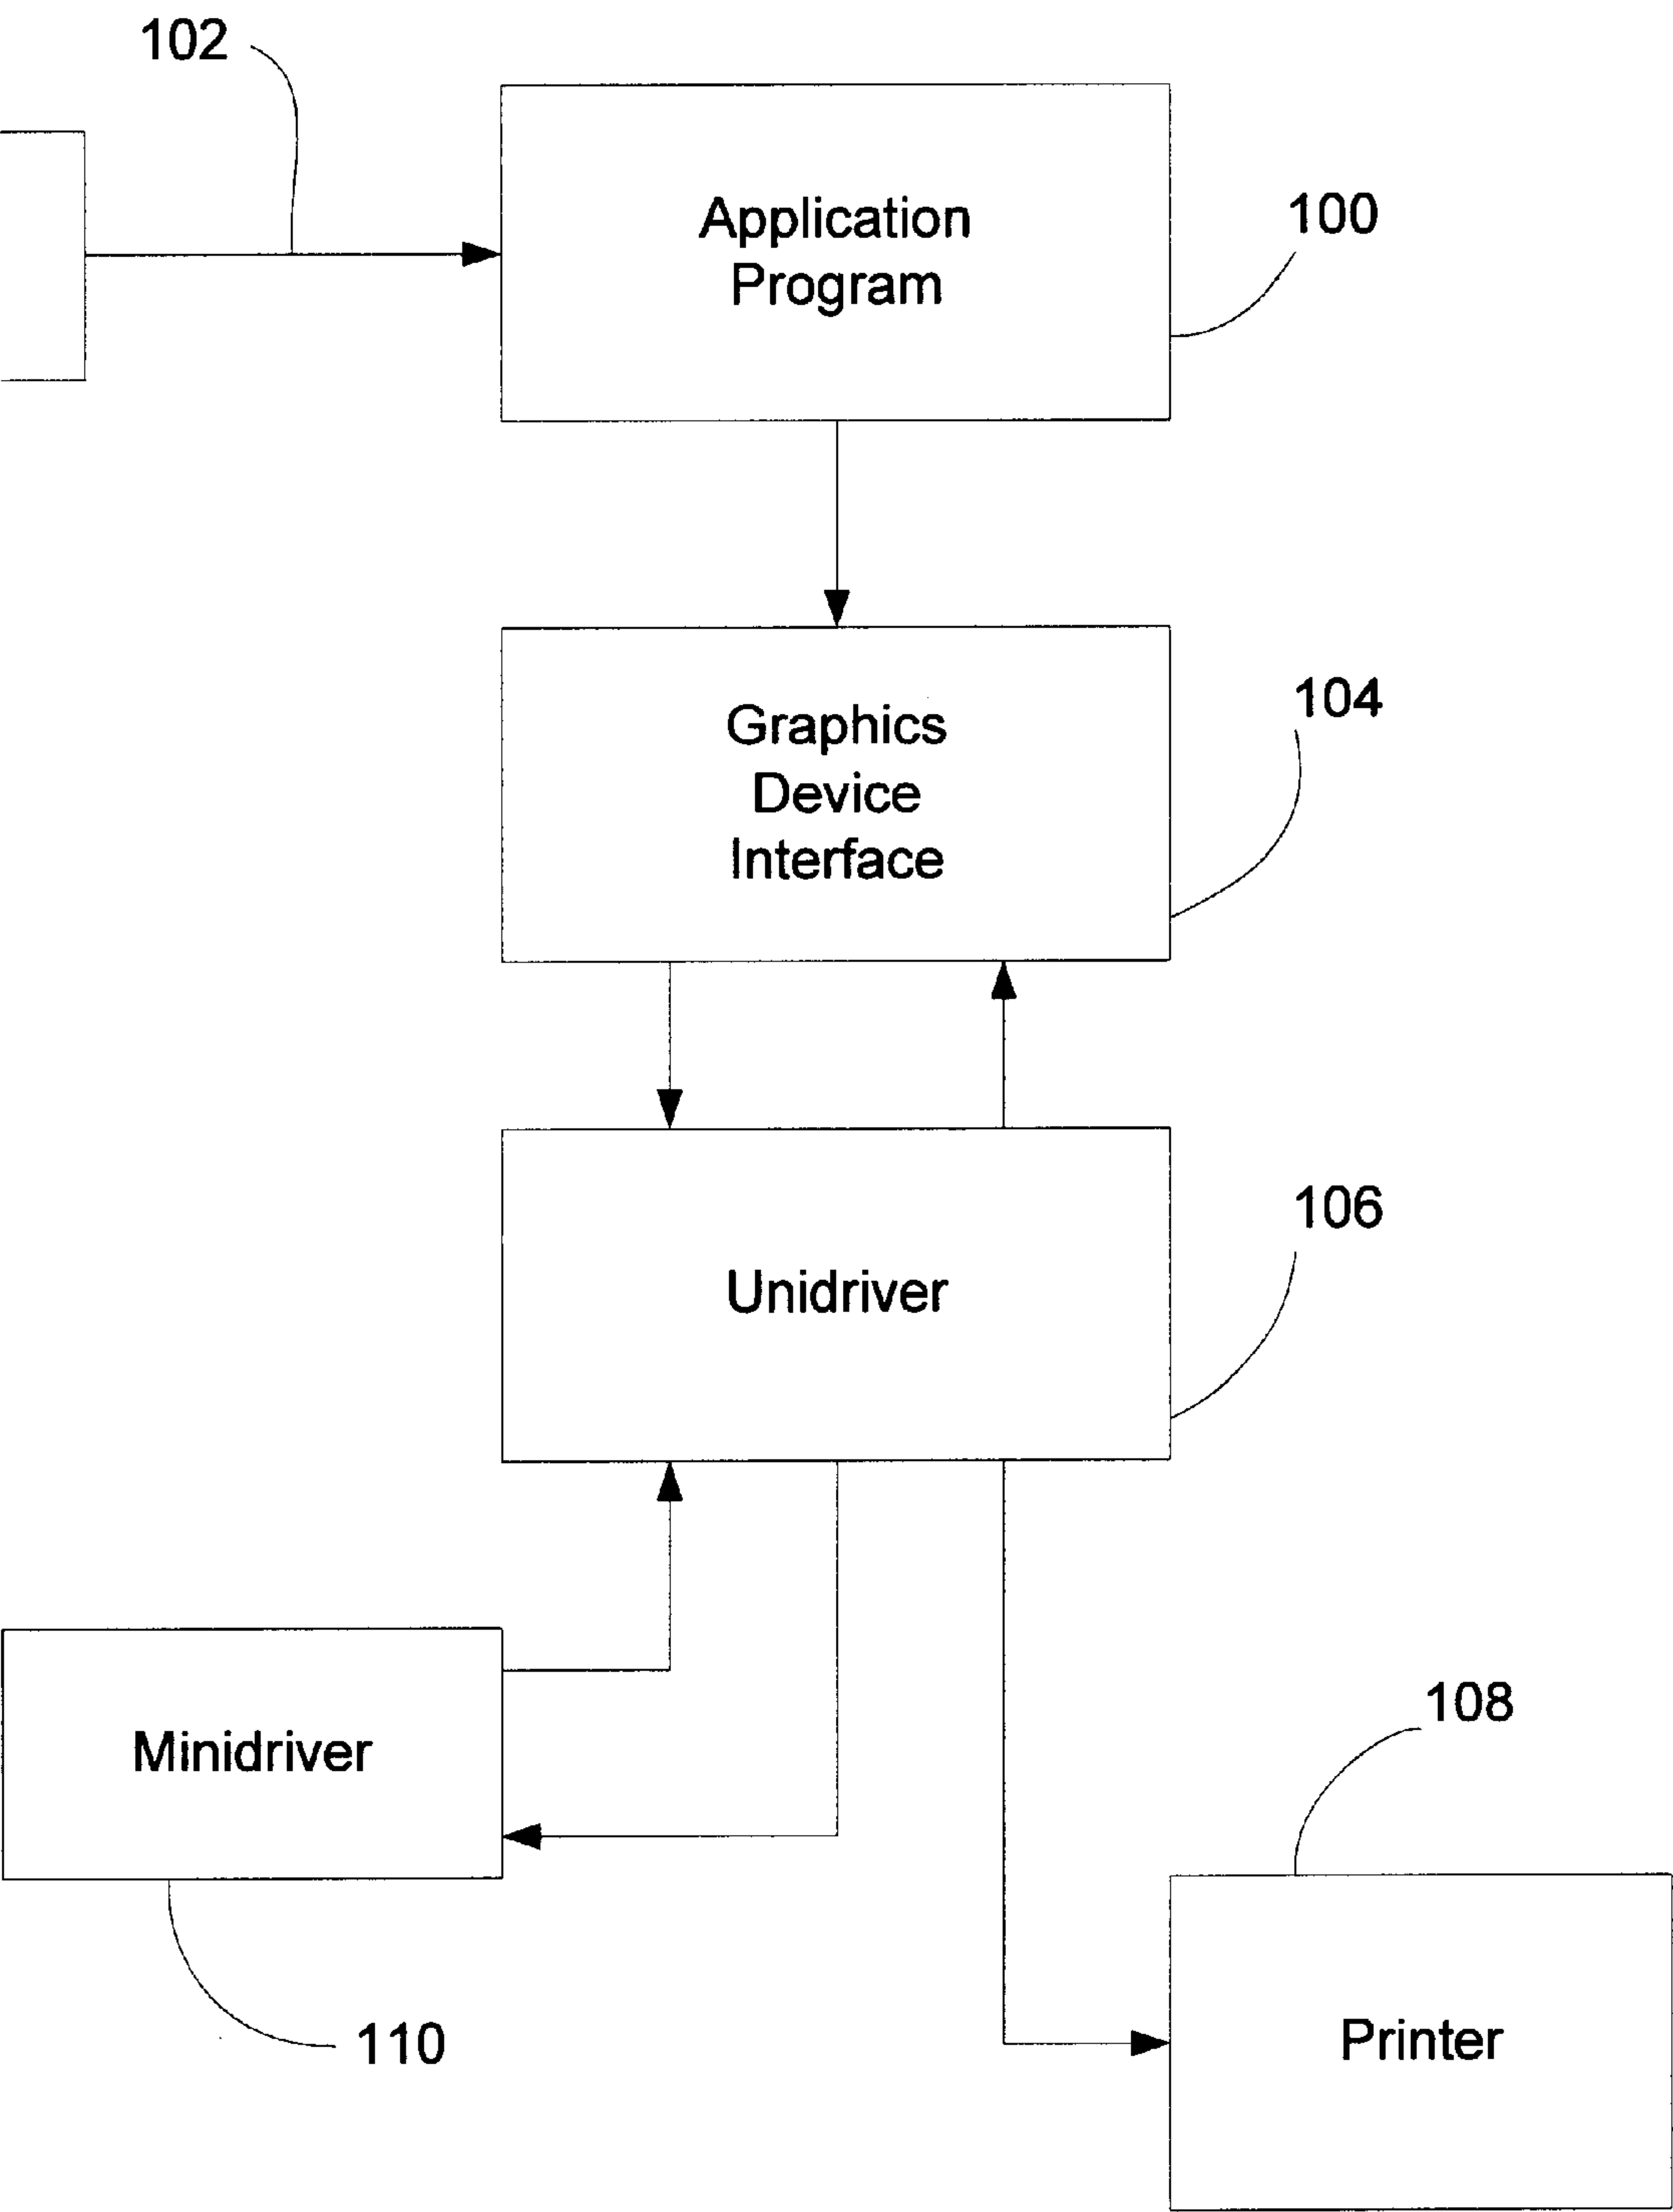 102
Application
Program
100
Graphics
Device
Interface
104
Unidriver
106
Minidriver
108
110
Printer